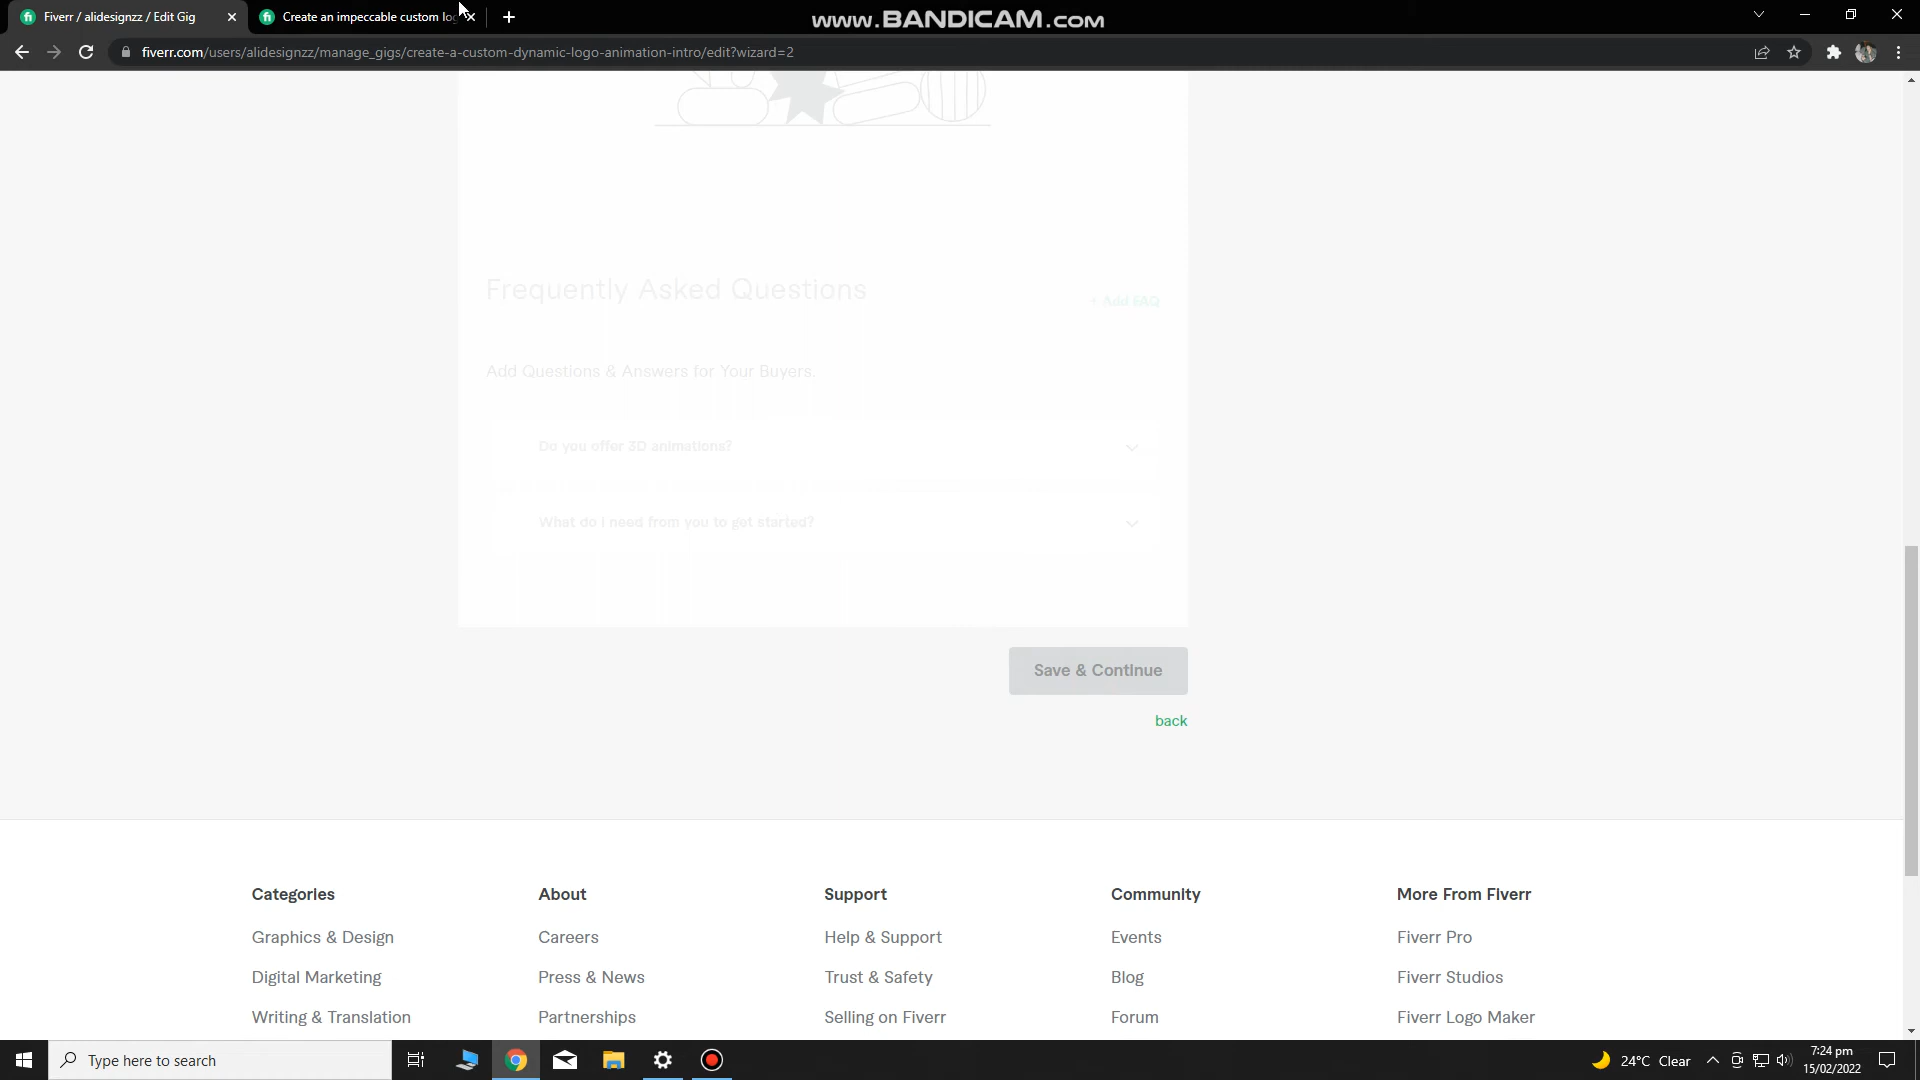 Fiverr / alidesignzz / Edit Gig
Create an impeccable custom lo
www.BANDICAM.com
fiverr.com/users/alidesignzz/manage_gigs/create-a-custom-dynamic-logo-animation-intro/edit?wizard=2
Frequently Asked Questions
+ Add FAQ
Add Questions & Answers for Your Buyers.
Do you offer 3D animations?
What do I need from you to get started?
Save & Continue
back
Categories
About
Support
Community
More From Fiverr
Graphics & Design
Careers
Help & Support
Events
Fiverr Pro
Digital Marketing
Press & News
Trust & Safety
Blog
Fiverr Studios
Writing & Translation
Partnerships
Selling on Fiverr
Forum
Fiverr Logo Maker
Type here to search
24°C Clear
7:24 pm
15/02/2022